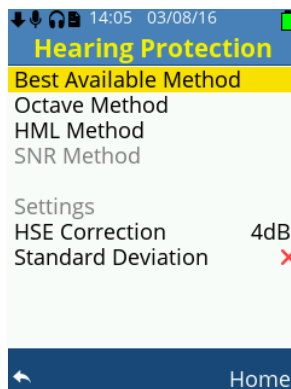 14:05 03/08/16
Hearing Protection
Best Available Method
Octave Method
HML Method
SNR Method
Settings
HSE Correction 4dB
Standard Deviation
Home